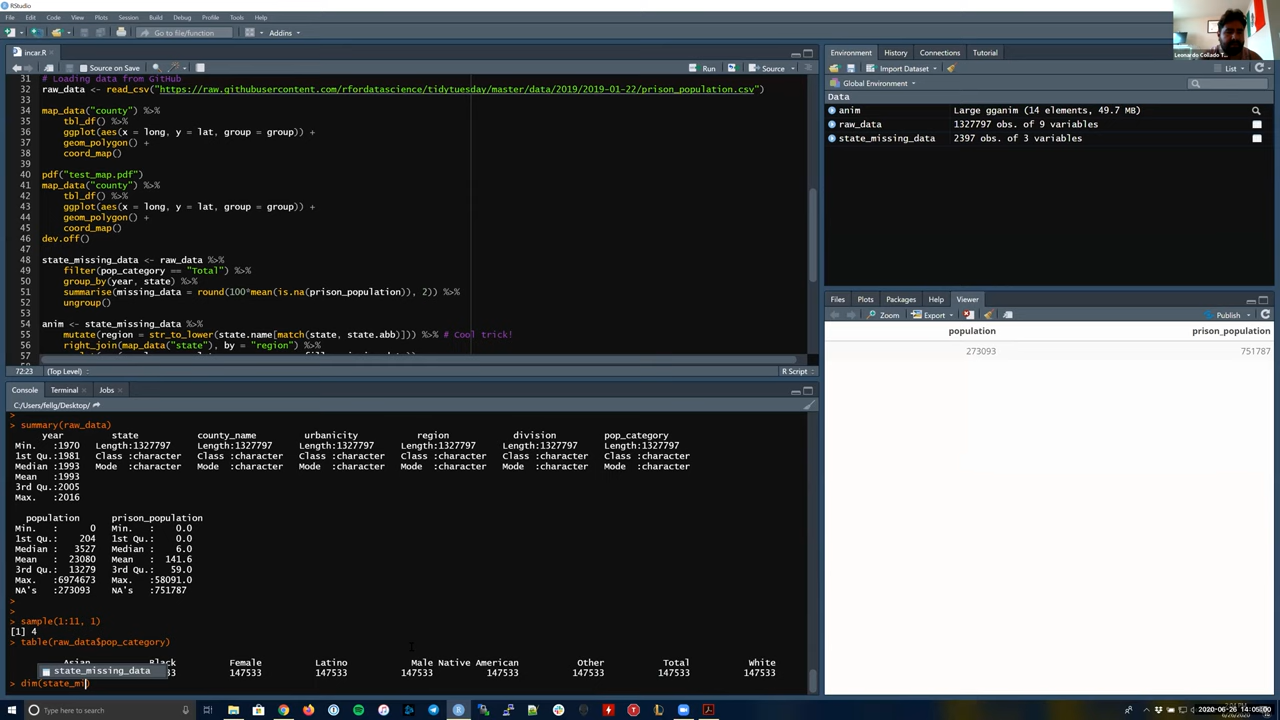 RStudio
File Edit Code View Plots Session Build Debug Profile Tools Help
Go to file/function Addins
incar.R
Source on Save Run Source
31 # Loading data from GitHub
32 raw_data <- read_csv("https://raw.githubusercontent.com/rfordatascience/tidytuesday/master/data/2019/2019-01-22/prison_population.csv")
33
34 map_data("county") %>%
35 tbl_df() %>%
36 ggplot(aes(x = long, y = lat, group = group)) +
37 geom_polygon() +
38 coord_map()
39
40 pdf("test_map.pdf")
41 map_data("county") %>%
42 tbl_df() %>%
43 ggplot(aes(x = long, y = lat, group = group)) +
44 geom_polygon() +
45 coord_map()
46 dev.off()
47
48 state_missing_data <- raw_data %>%
49 filter(pop_category == "Total") %>%
50 group_by(year, state) %>%
51 summarise(missing_data = round(100*mean(is.na(prison_population)), 2)) %>%
52 ungroup()
53
54 anim <- state_missing_data %>%
55 mutate(region = str_to_lower(state.name[match(state, state.abb)])) %>% # Cool trick!
56 right_join(map_data("state"), by = "region") %>%
57
72:23 (Top Level) R Script
Console Terminal Jobs
C:/Users/fellg/Desktop/
>
> summary(raw_data)
year state county_name urbanicity region division pop_category
Min. :1970 Length:1327797 Length:1327797 Length:1327797 Length:1327797 Length:1327797 Length:1327797
1st Qu.:1981 Class :character Class :character Class :character Class :character Class :character Class :character
Median :1993 Mode :character Mode :character Mode :character Mode :character Mode :character Mode :character
Mean :1993
3rd Qu.:2005
Max. :2016
population prison_population
Min. : 0 Min. : 0.0
1st Qu.: 204 1st Qu.: 0.0
Median : 3527 Median : 6.0
Mean : 23080 Mean : 141.6
3rd Qu.: 13279 3rd Qu.: 59.0
Max. :6974673 Max. :58091.0
NA's :273093 NA's :751787
>
>
> sample(1:11, 1)
[1] 4
> table(raw_data$pop_category)
Asian Black Female Latino Male Native American Other Total White
33 147533 147533 147533 147533 147533 147533 147533
state_missing_data
> dim(state_mi)
Environment History Connections Tutorial
Import Dataset List
Global Environment
Data
anim Large gganim (14 elements, 49.7 MB)
raw_data 1327797 obs. of 9 variables
state_missing_data 2397 obs. of 3 variables
Files Plots Packages Help Viewer
Zoom Export Publish
population prison_population
273093 751787
Leonardo Collado T...
Type here to search
2020-06-26 14:05:00